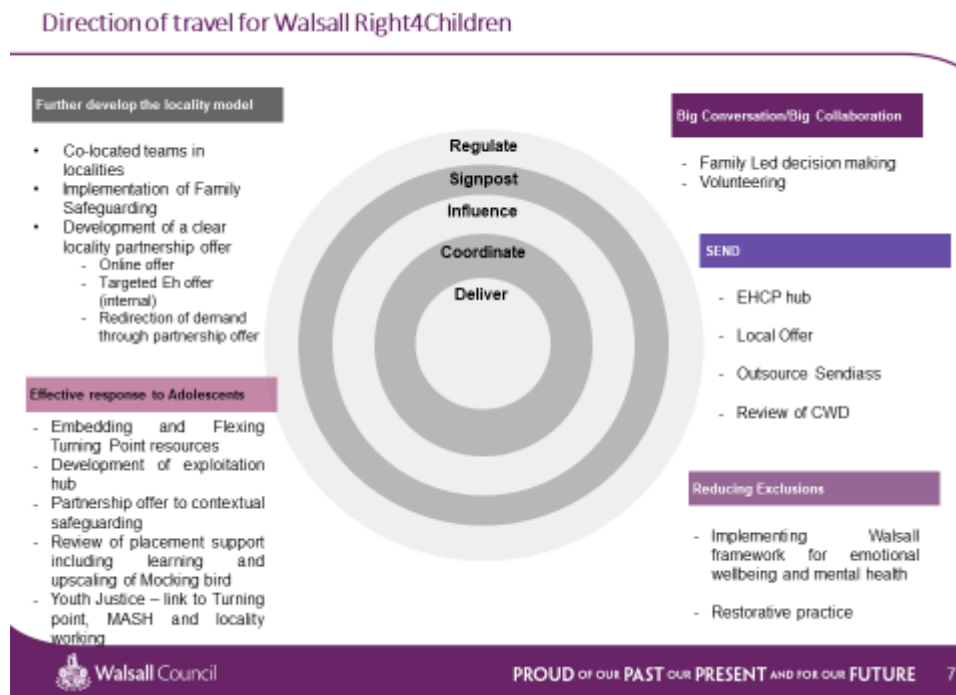 Direction of travel for Walsall Right4Children
Further develop the locality model
• Co-located teams in
localities
• Implementation of Family
Safeguarding
• Development of a clear
locality partnership offer
- Online offer
- Targeted Eh offer
(internal)
- Redirection of demand
through partnership offer
Effective response to Adolescents
- Embedding and Flexing
Turning Point resources
- Development of exploitation
hub
- Partnership offer to contextual
safeguarding
- Review of placement support
including learning and
upscaling of Mocking bird
- Youth Justice – link to Turning
point, MASH and locality
working
Regulate
Signpost
Influence
Coordinate
Deliver
Big Conversation/Big Collaboration
- Family Led decision making
- Volunteering
SEND
- EHCP hub
- Local Offer
- Outsource Sendiass
- Review of CWD
Reducing Exclusions
- Implementing Walsall
framework for emotional
wellbeing and mental health
- Restorative practice
Walsall Council
PROUD OF OUR PAST OUR PRESENT AND FOR OUR FUTURE 7